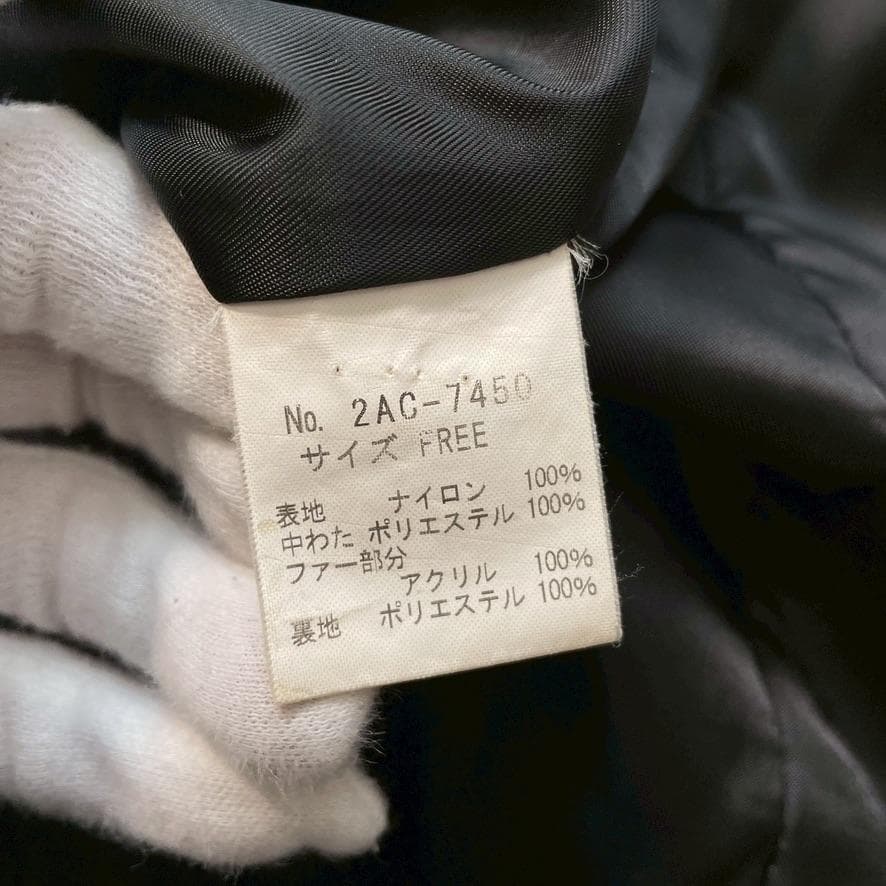 No. 2AC-7450
サイズ FREE
表地 ナイロン 100%
中わた ポリエステル 100%
ファー部分
アクリル 100%
裏地 ポリエステル 100%